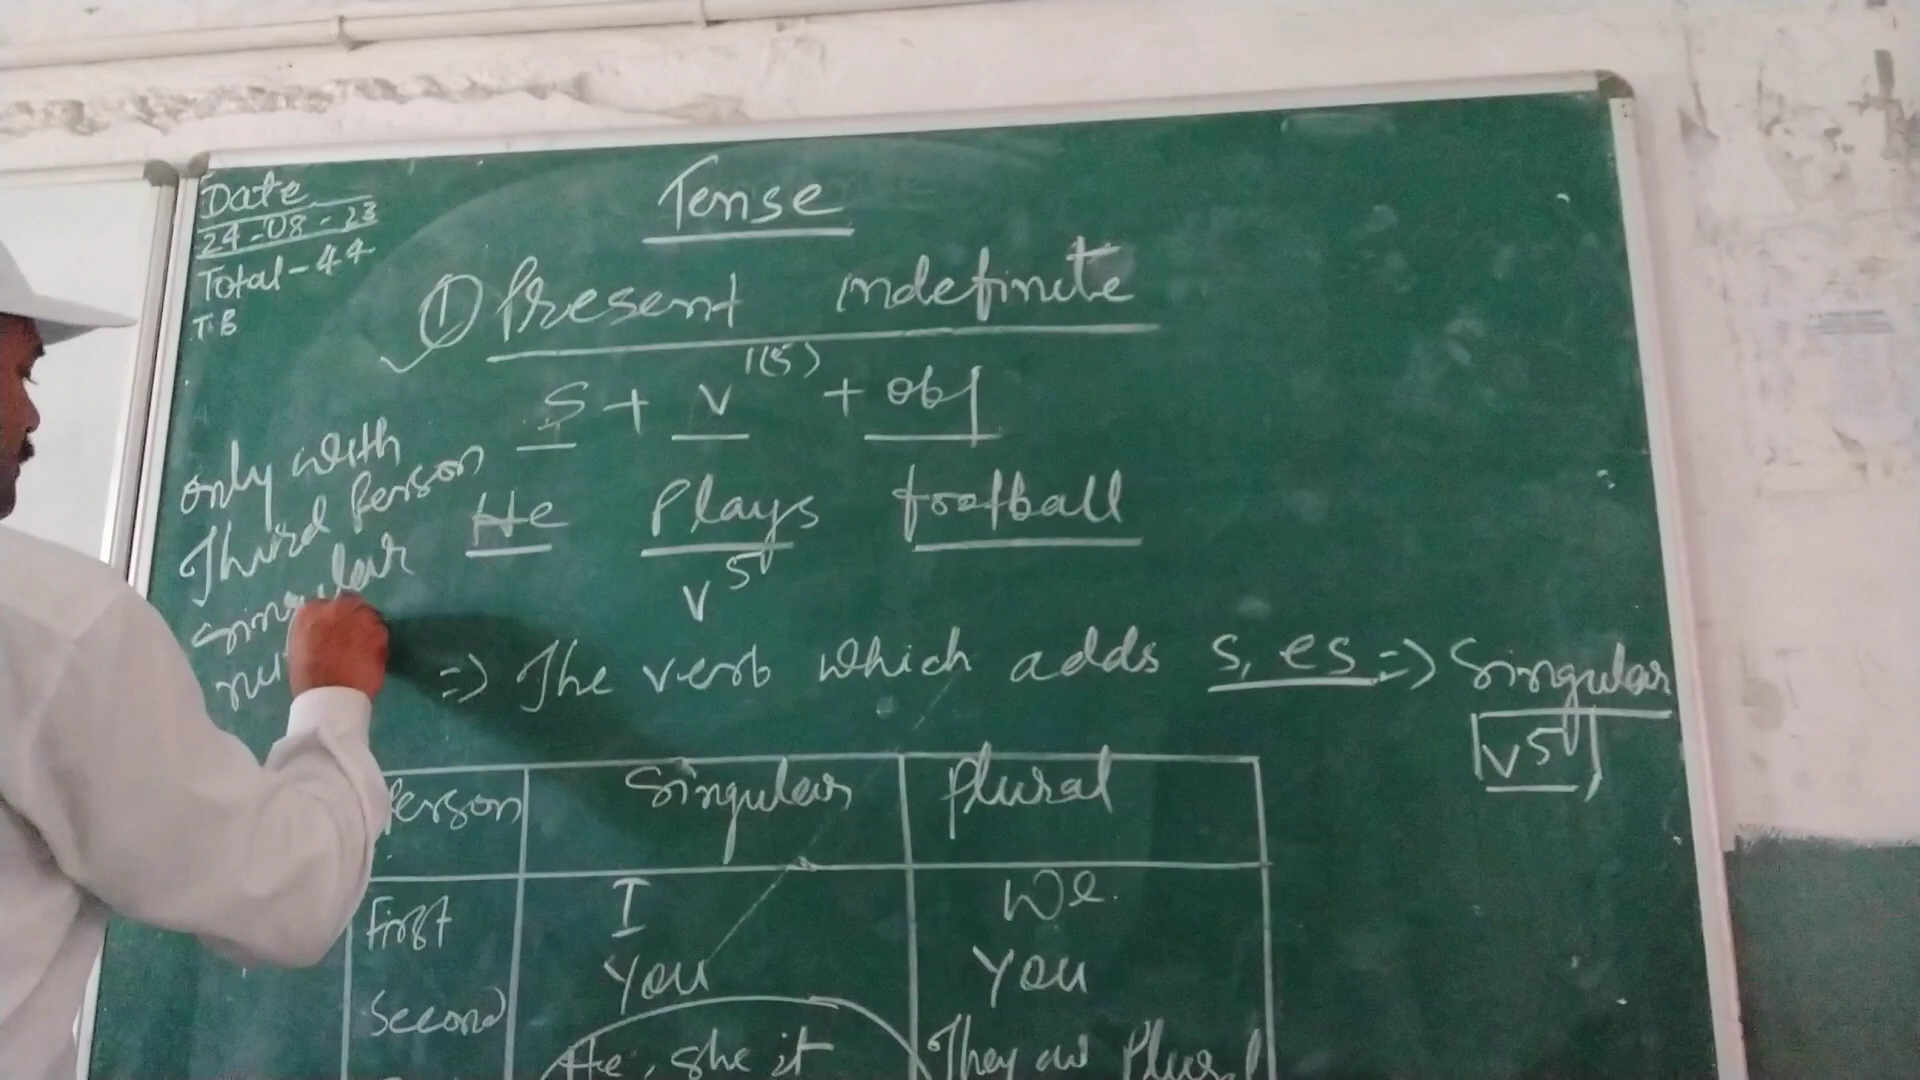 Date
24-08-23
Total-44
T.B
Tense
① Present indefinite
S + V 1(5) + obj
only with
Third Person
singular
He Plays football
V5
=> The verb which adds s, es => Singular
V5
Person Singular Plural
First I We.
Second You You
He, she it They all Plural